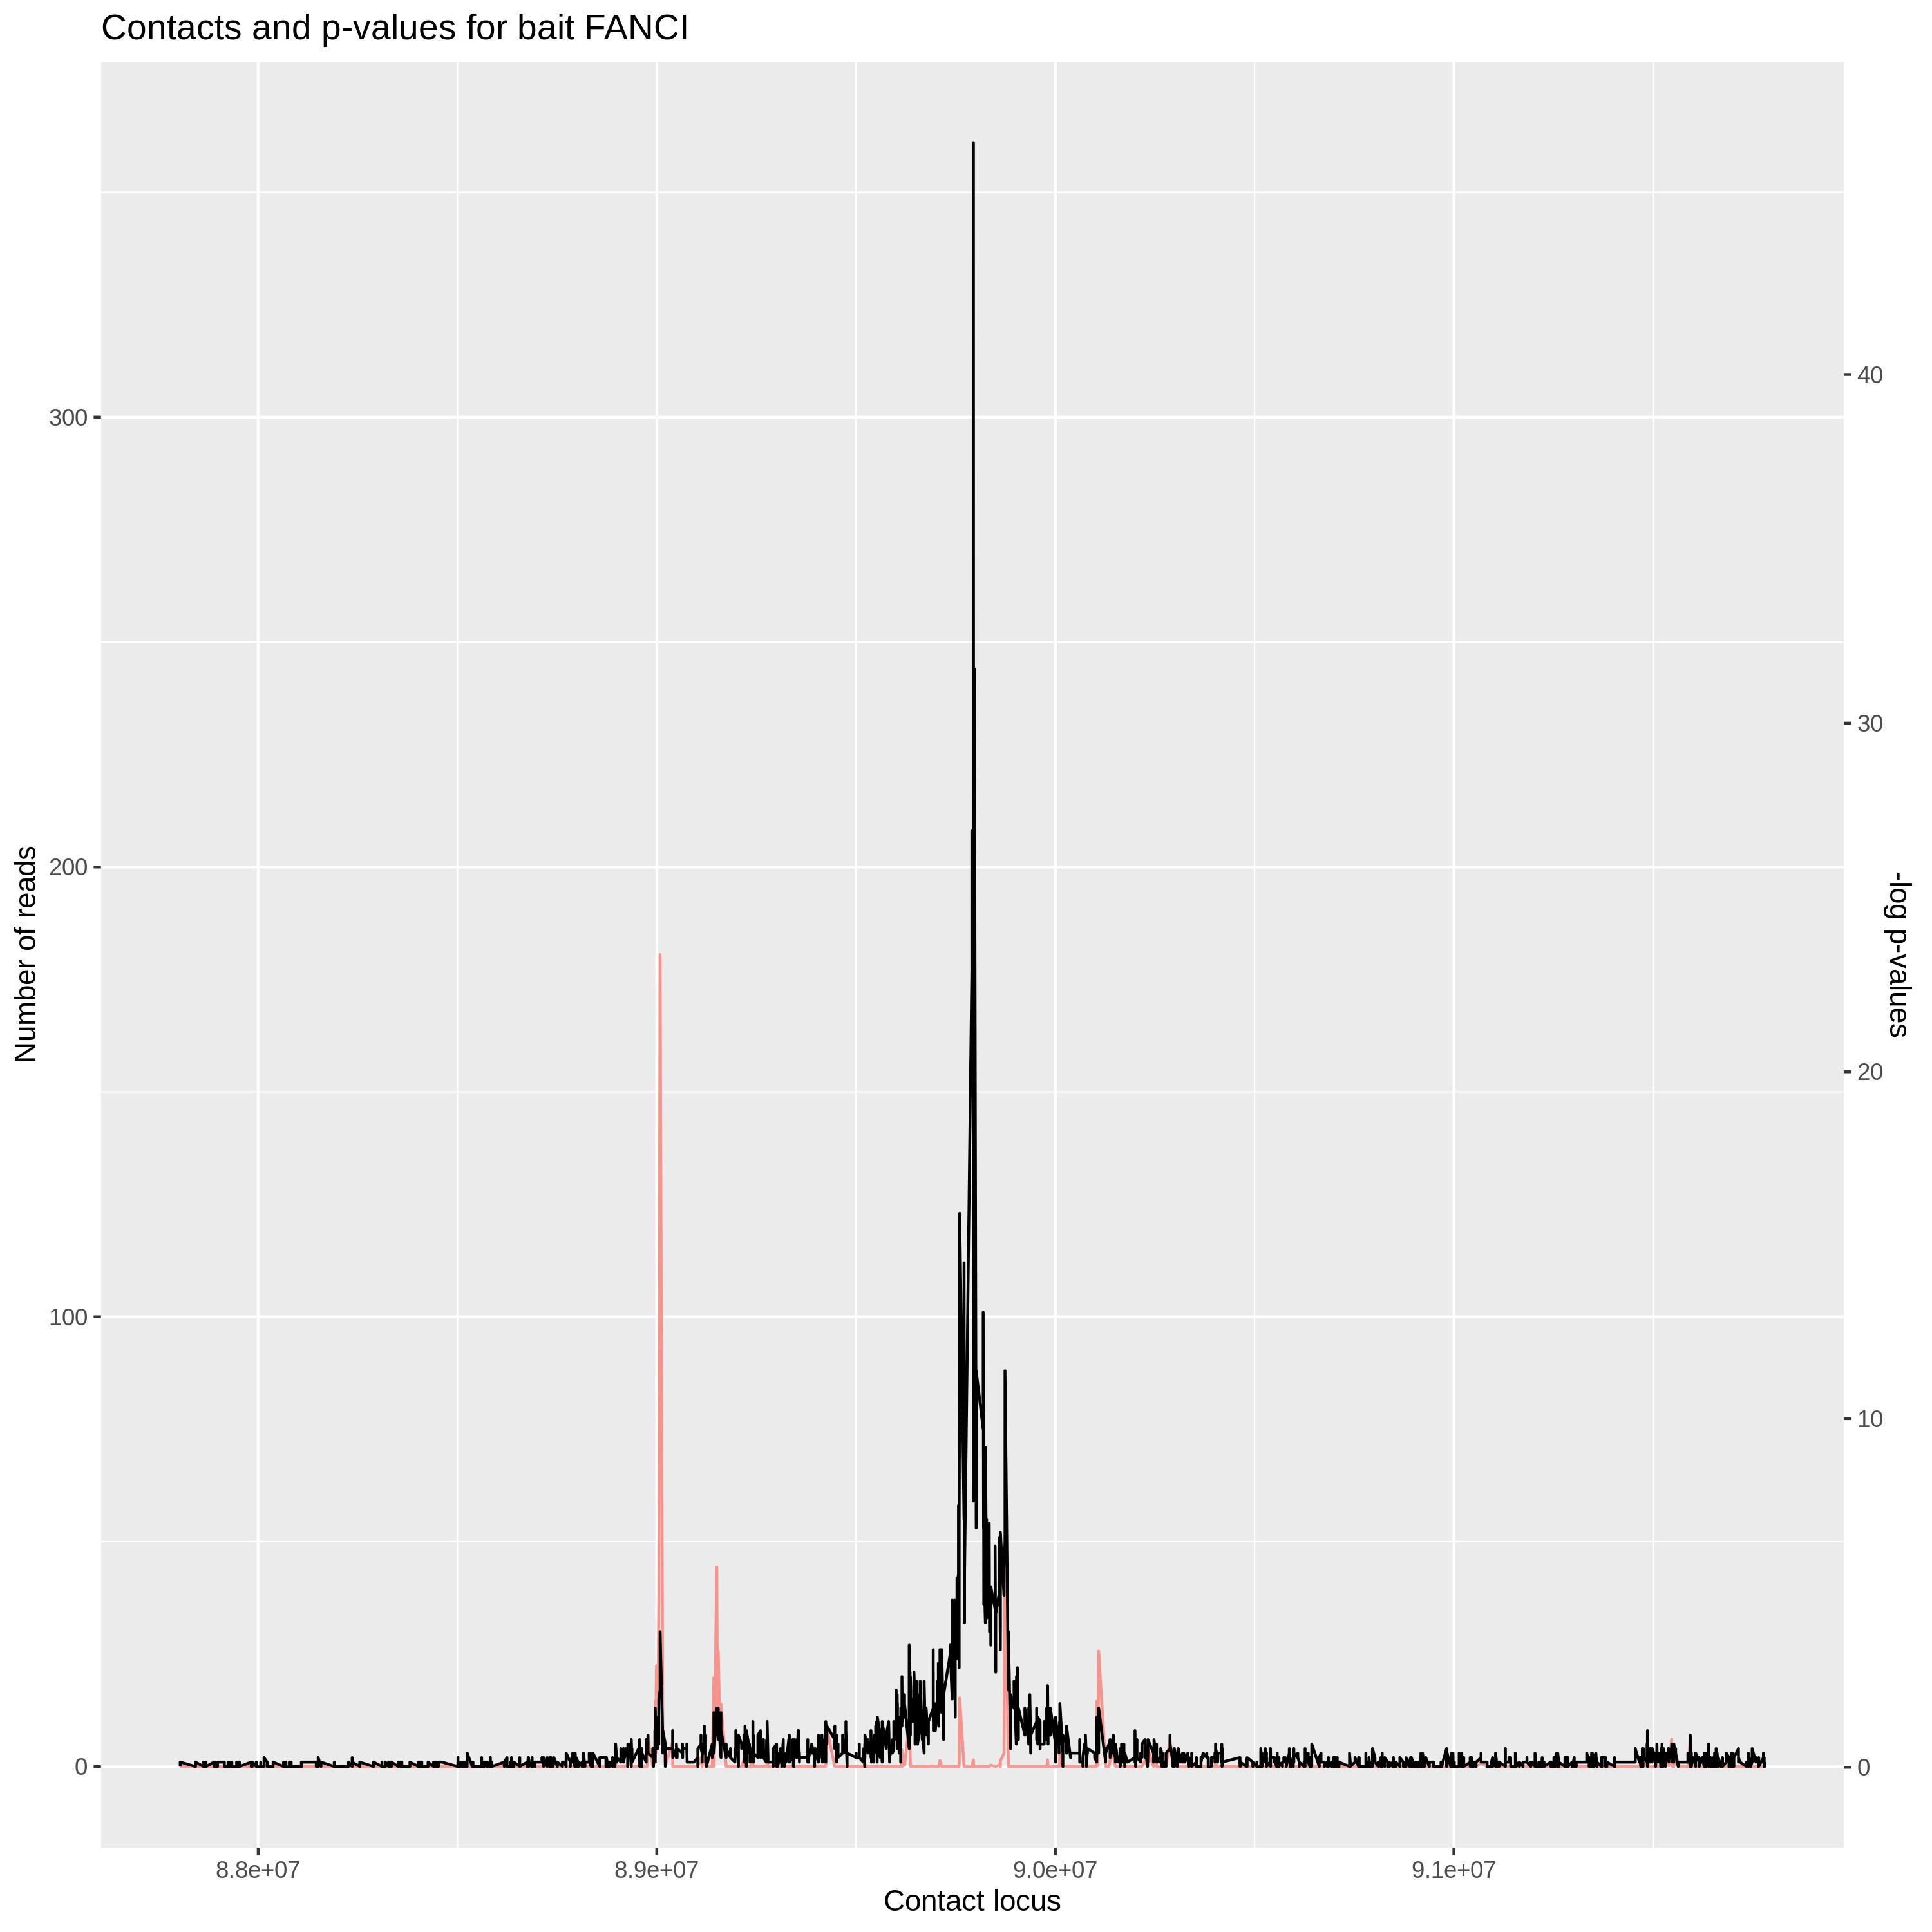 Contacts and p-values for bait FANCI
Number of reads
300
200
100
0
40
30
20
10
0
-log p-values
8.8e+07
8.9e+07
9.0e+07
9.1e+07
Contact locus